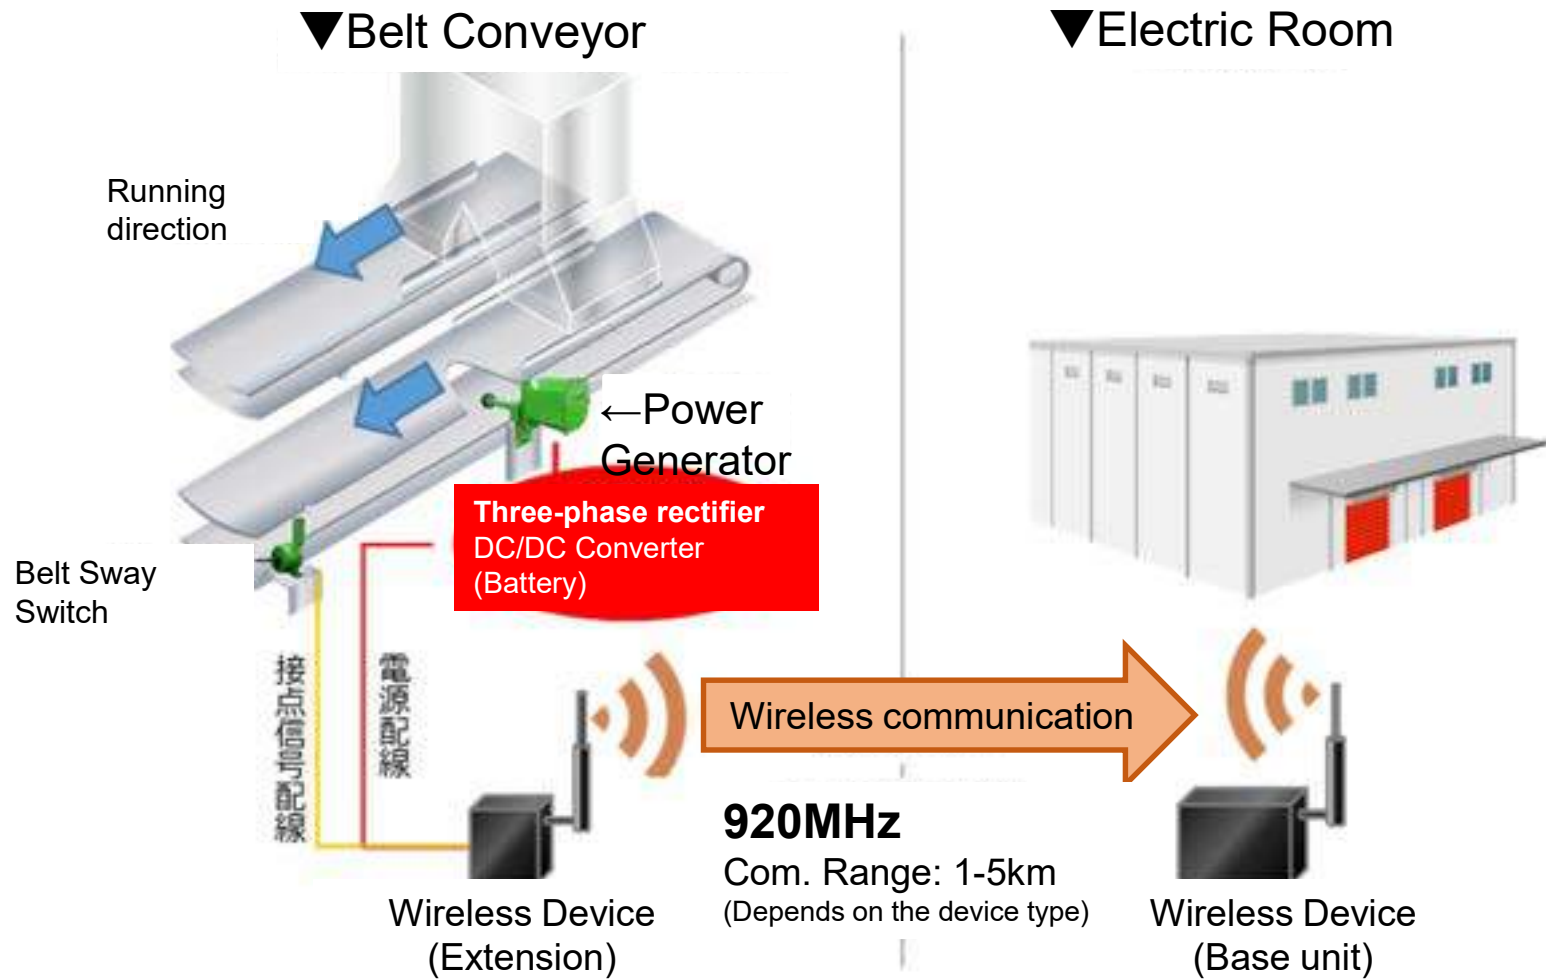 ▼Belt Conveyor
▼Electric Room
Running
direction
←Power
Generator
Three-phase rectifier
DC/DC Converter
(Battery)
Belt Sway
Switch
接点信号配線
電源配線
Wireless communication
920MHz
Com. Range: 1-5km
(Depends on the device type)
Wireless Device
(Extension)
Wireless Device
(Base unit)